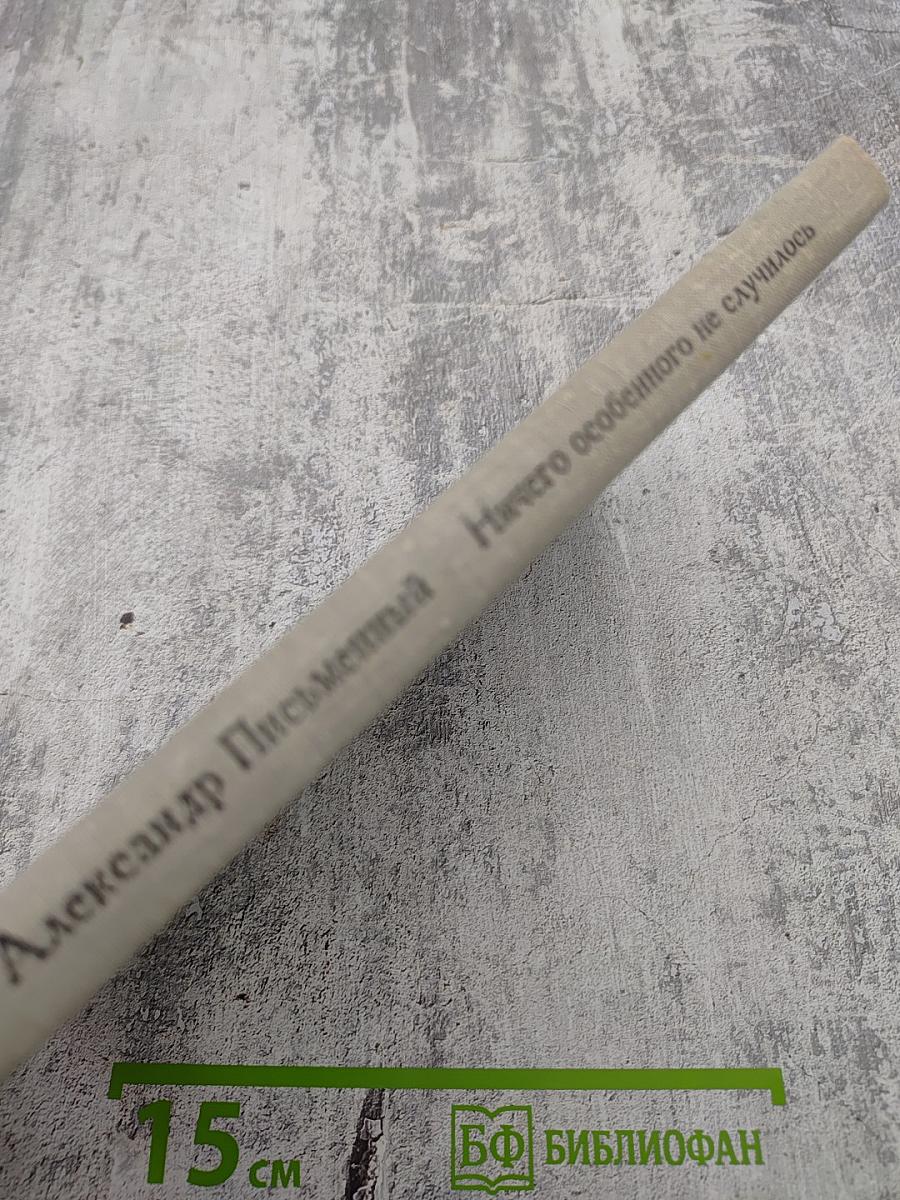 Александр Письменный Ничего особенного не случилось
15 см
БФ БИБЛИОФАН